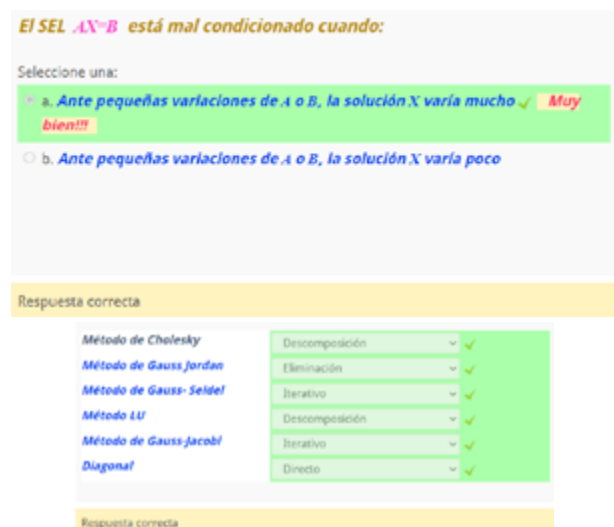 El SEL AX=B está mal condicionado cuando:
Seleccione una:
a. Ante pequeñas variaciones de A o B, la solución X varía mucho ✓ Muy
bien!!!
b. Ante pequeñas variaciones de A o B, la solución X varía poco
Respuesta correcta
Método de Cholesky Descomposición ✓
Método de Gauss Jordan Eliminación ✓
Método de Gauss- Seidel Iterativo ✓
Método LU Descomposición ✓
Método de Gauss-Jacobi Iterativo ✓
Diagonal Directo ✓
Respuesta correcta